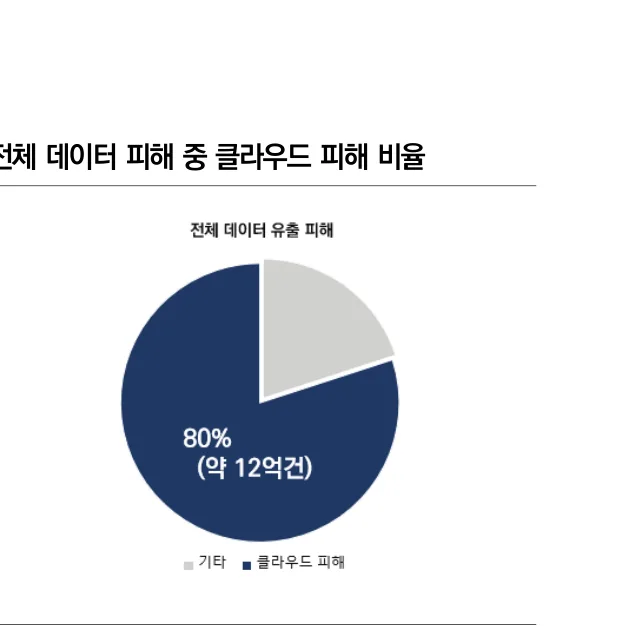 전체 데이터 피해 중 클라우드 피해 비율
전체 데이터 유출 피해
80%
(약 12억건)
기타 클라우드 피해